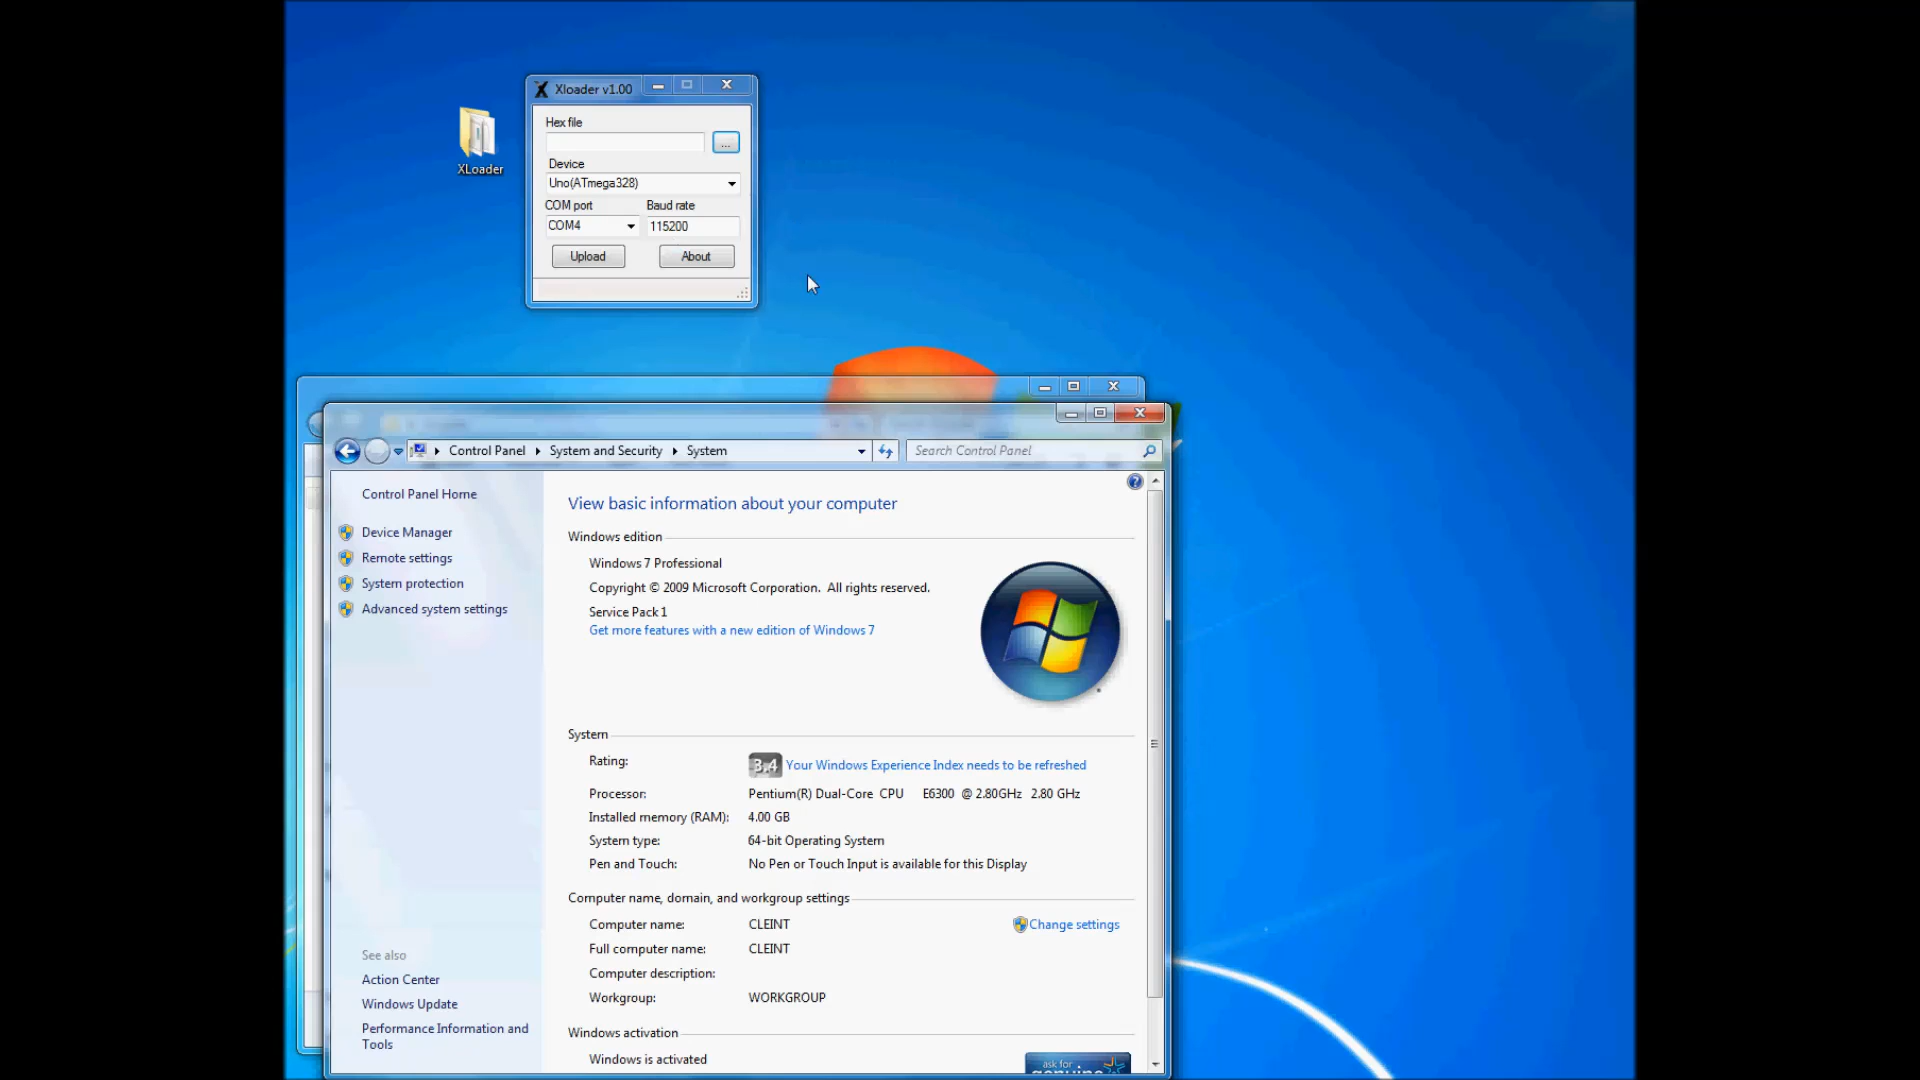 Xloader v1.00
Hex file
...
Device
Uno(ATmega328)
COM port
Baud rate
COM4
115200
Upload
About
XLoader
Control Panel
System and Security
System
Search Control Panel
Control Panel Home
Device Manager
Remote settings
System protection
Advanced system settings
See also
Action Center
Windows Update
Performance Information and
Tools
View basic information about your computer
Windows edition
Windows 7 Professional
Copyright © 2009 Microsoft Corporation. All rights reserved.
Service Pack 1
Get more features with a new edition of Windows 7
System
Rating:
3.4 Your Windows Experience Index needs to be refreshed
Processor:
Pentium(R) Dual-Core CPU E6300 @ 2.80GHz 2.80 GHz
Installed memory (RAM):
4.00 GB
System type:
64-bit Operating System
Pen and Touch:
No Pen or Touch Input is available for this Display
Computer name, domain, and workgroup settings
Computer name:
CLEINT
Change settings
Full computer name:
CLEINT
Computer description:
Workgroup:
WORKGROUP
Windows activation
Windows is activated
ask for
genuine